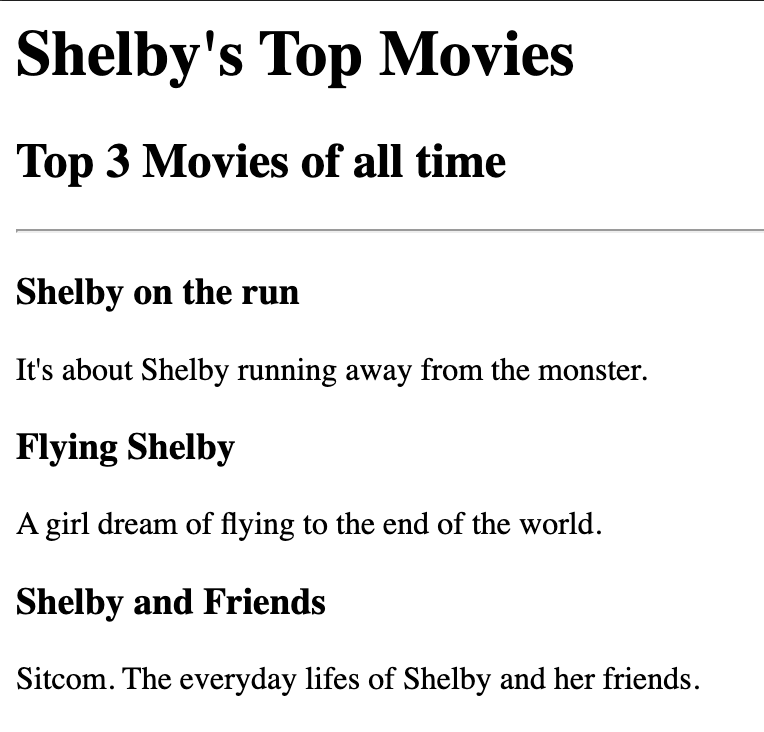 Shelby's Top Movies
Top 3 Movies of all time
Shelby on the run
It's about Shelby running away from the monster.
Flying Shelby
A girl dream of flying to the end of the world.
Shelby and Friends
Sitcom. The everyday lifes of Shelby and her friends.